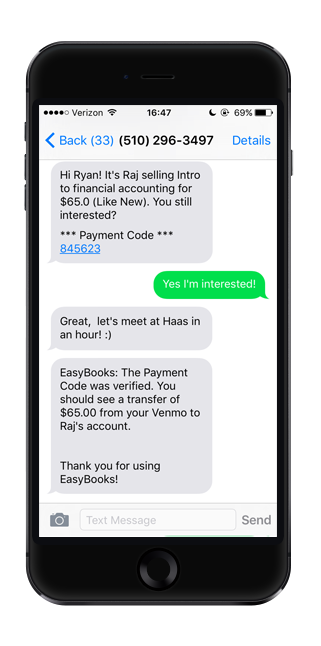 Verizon 16:47 69%
Back (33) (510) 296-3497 Details
Hi Ryan! It's Raj selling Intro
to financial accounting for
$65.0 (Like New). You still
interested?
*** Payment Code ***
845623
Yes I'm interested!
Great,  let's meet at Haas in
an hour! :)
EasyBooks: The Payment
Code was verified. You
should see a transfer of
$65.00 from your Venmo to
Raj's account.
Thank you for using
EasyBooks!
Text Message Send